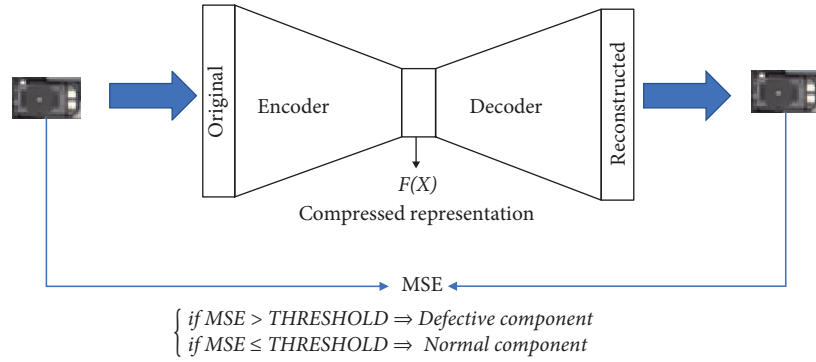 Original
Encoder
Decoder
Reconstructed
F(X)
Compressed representation
MSE
if MSE > THRESHOLD ⇒ Defective component
if MSE ≤ THRESHOLD ⇒ Normal component